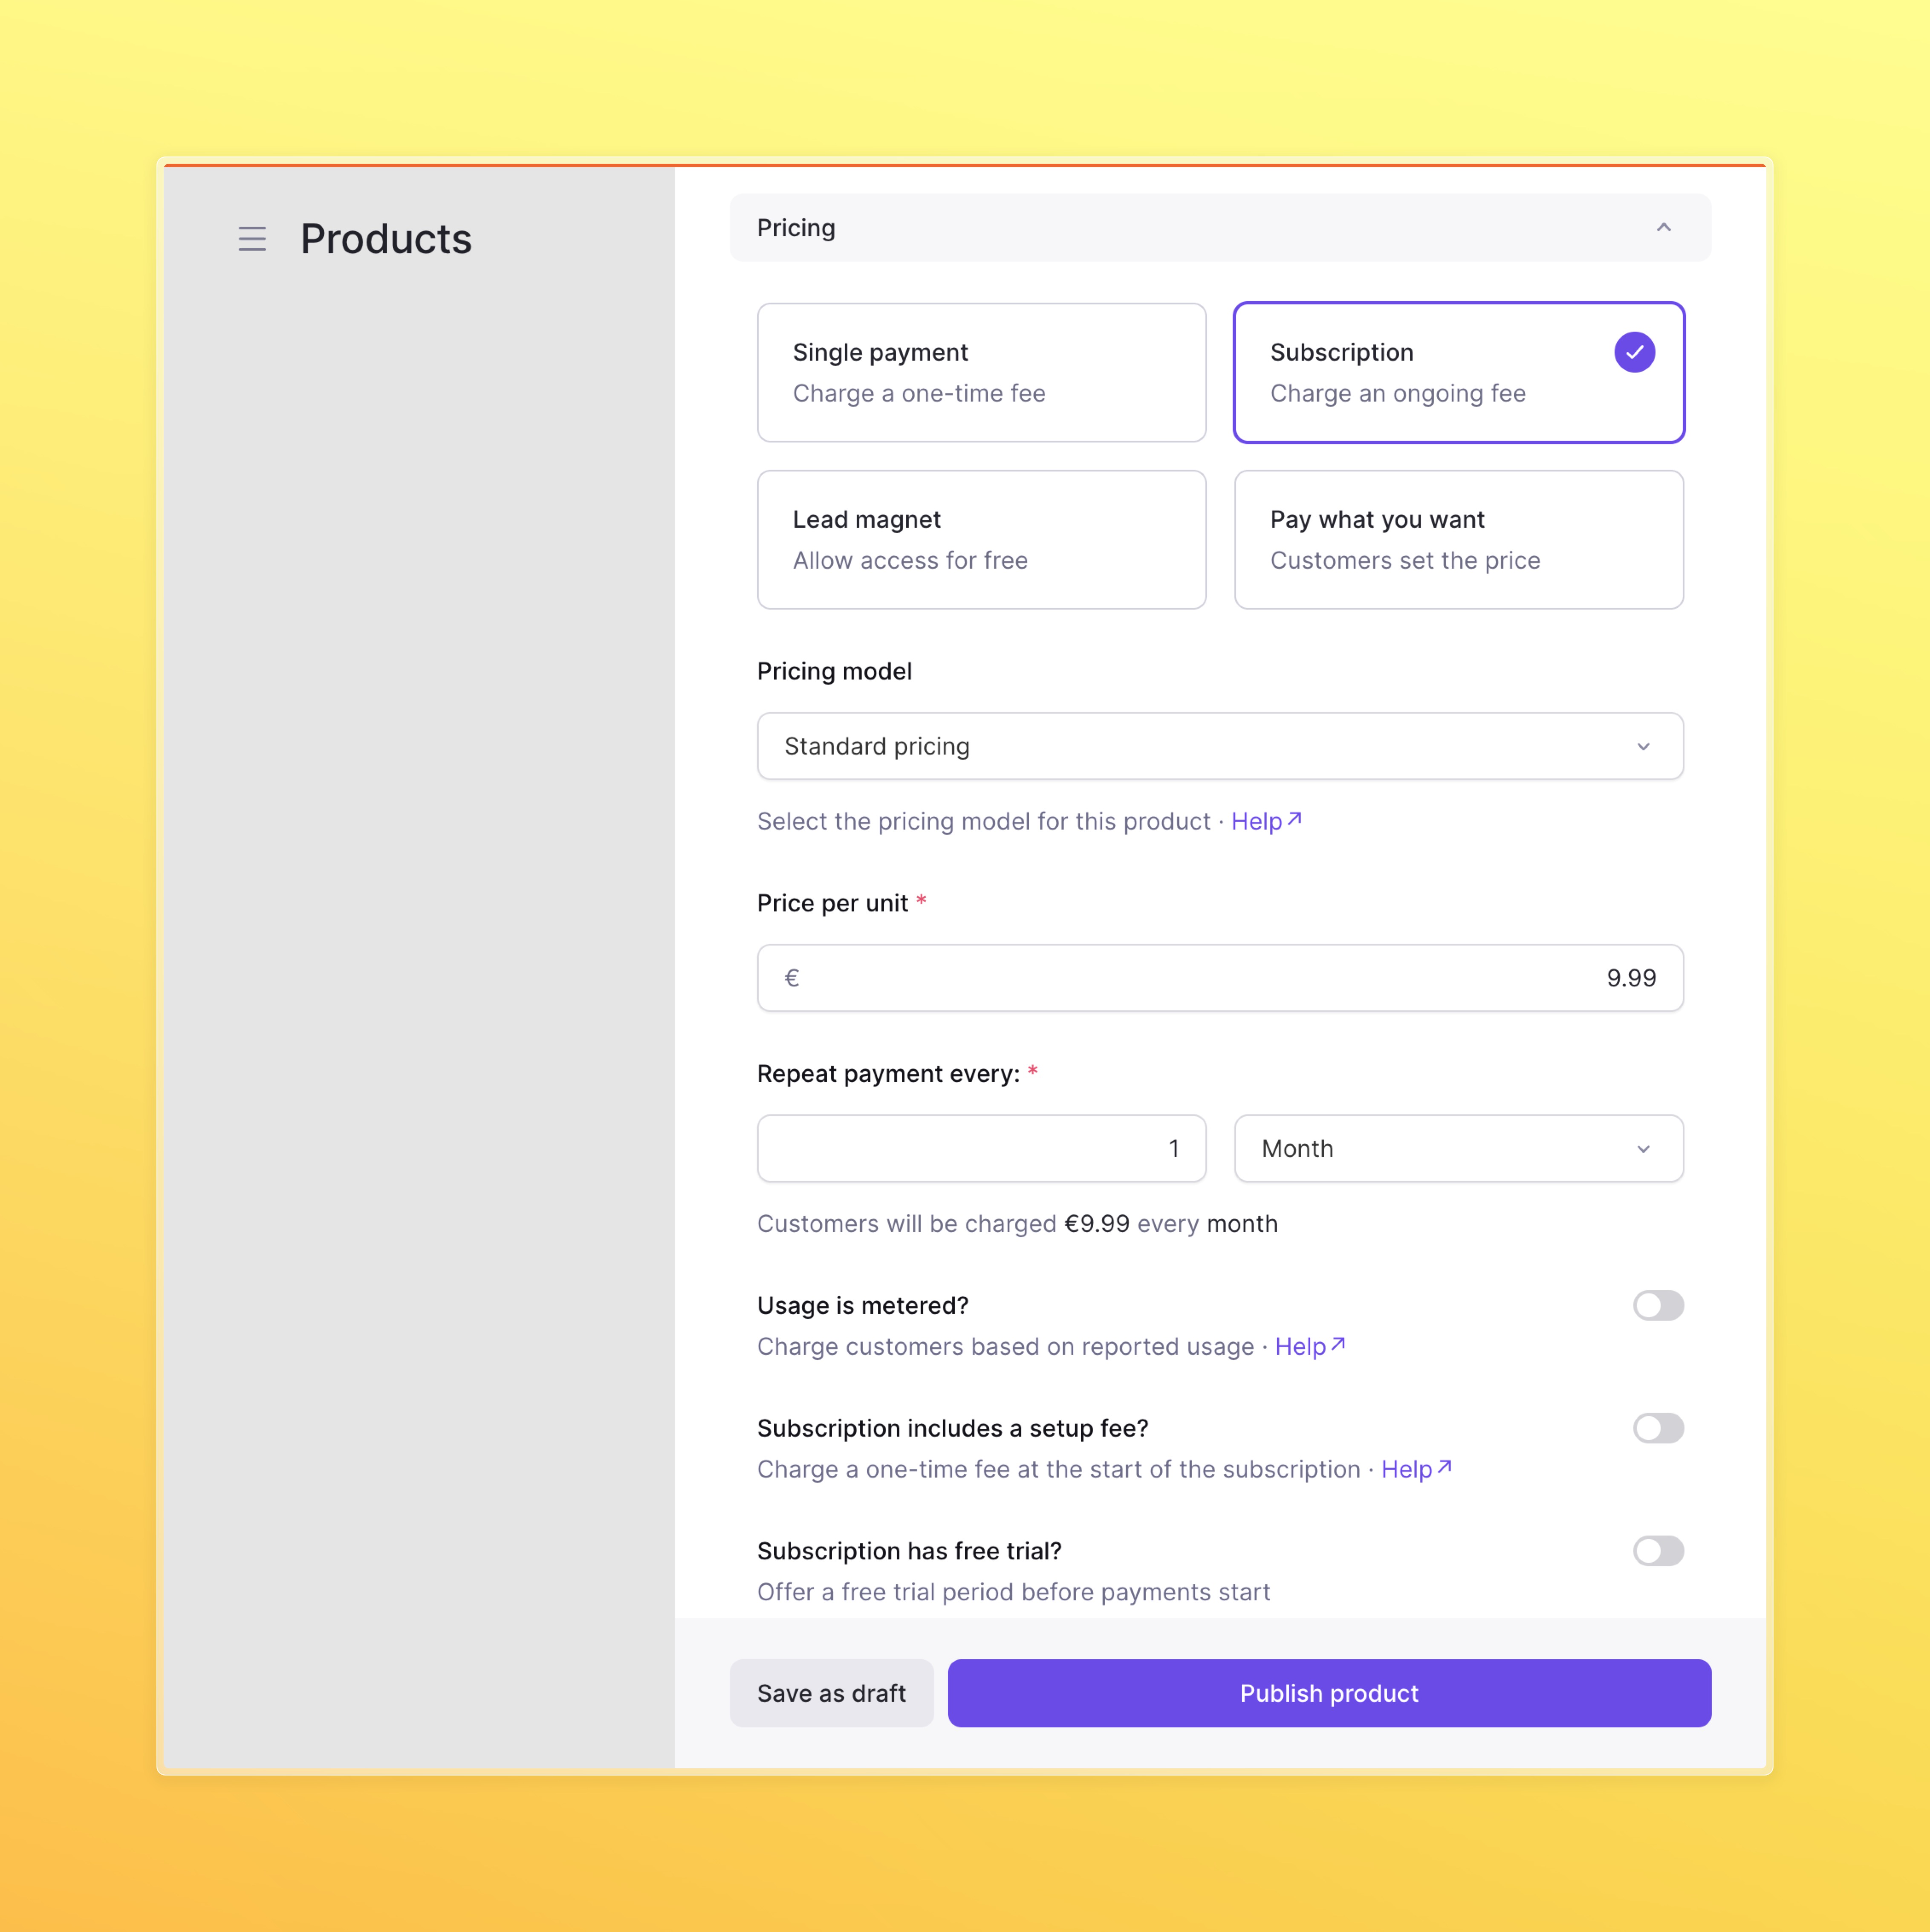 Products
Pricing
Single payment
Charge a one-time fee
Subscription
Charge an ongoing fee
Lead magnet
Allow access for free
Pay what you want
Customers set the price
Pricing model
Standard pricing
Select the pricing model for this product · Help↗
Price per unit *
€ 9.99
Repeat payment every: *
1 Month
Customers will be charged €9.99 every month
Usage is metered?
Charge customers based on reported usage · Help↗
Subscription includes a setup fee?
Charge a one-time fee at the start of the subscription · Help↗
Subscription has free trial?
Offer a free trial period before payments start
Save as draft
Publish product